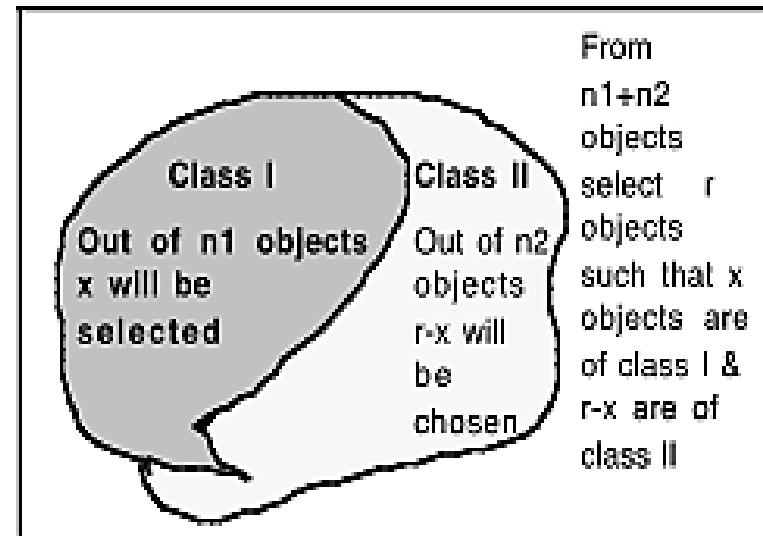 Class I
Out of n1 objects
x will be
selected
Class II
Out of n2
objects
r-x will
be
chosen
From
n1+n2
objects
select r
objects
such that x
objects are
of class I &
r-x are of
class II